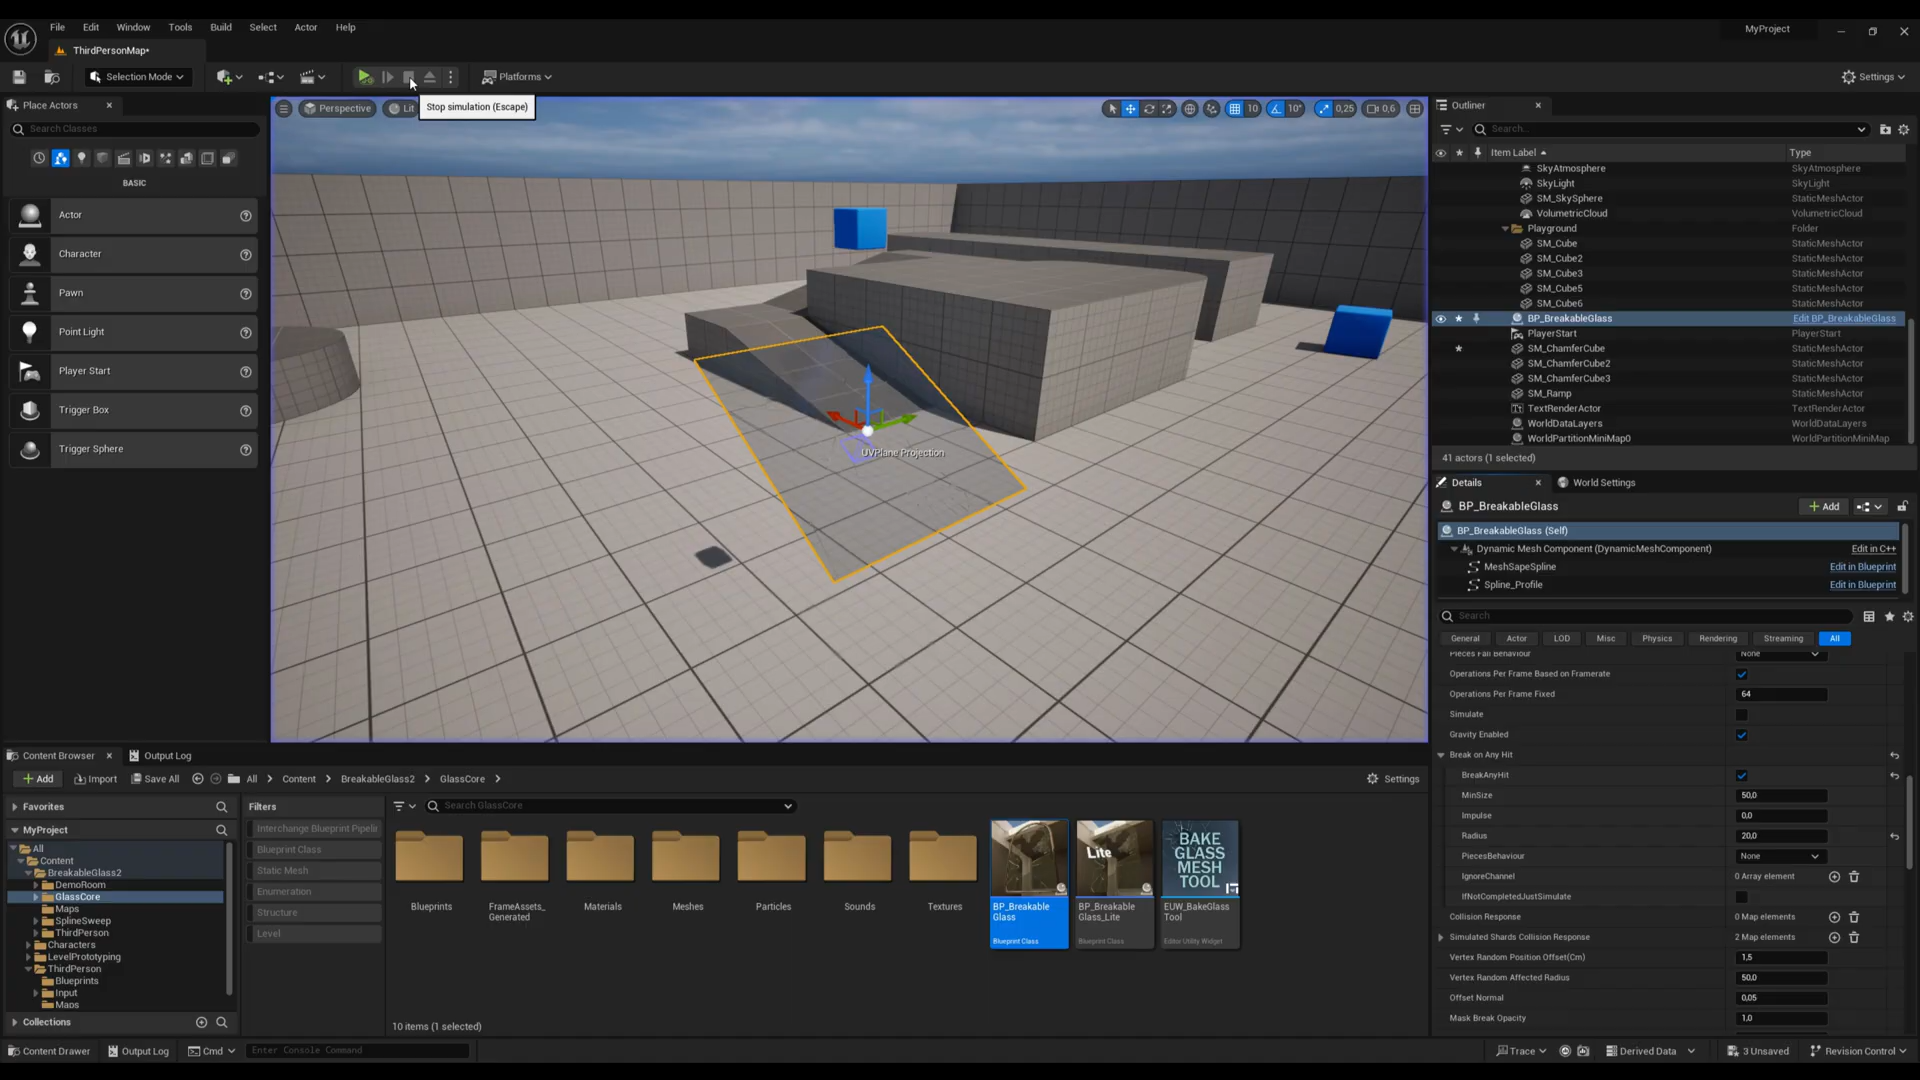 File Edit Window Tools Build Select Actor Help
MyProject
ThirdPersonMap*
Selection Mode
Platforms
Settings
Place Actors
Search Classes
BASIC
Actor
Character
Pawn
Point Light
Player Start
Trigger Box
Trigger Sphere
Perspective
Lit
Stop simulation (Escape)
10
10°
0,25
0,6
UVPlane Projection
Outliner
Search...
Item Label
Type
SkyAtmosphere SkyAtmosphere
SkyLight SkyLight
SM_SkySphere StaticMeshActor
VolumetricCloud VolumetricCloud
Playground Folder
SM_Cube StaticMeshActor
SM_Cube2 StaticMeshActor
SM_Cube3 StaticMeshActor
SM_Cube5 StaticMeshActor
SM_Cube6 StaticMeshActor
BP_BreakableGlass Edit BP_BreakableGlass
PlayerStart PlayerStart
SM_ChamferCube StaticMeshActor
SM_ChamferCube2 StaticMeshActor
SM_ChamferCube3 StaticMeshActor
SM_Ramp StaticMeshActor
TextRenderActor TextRenderActor
WorldDataLayers WorldDataLayers
WorldPartitionMiniMap0 WorldPartitionMiniMap
41 actors (1 selected)
Details
World Settings
BP_BreakableGlass
Add
BP_BreakableGlass (Self)
Dynamic Mesh Component (DynamicMeshComponent) Edit in C++
MeshSapeSpline Edit in Blueprint
Spline_Profile Edit in Blueprint
Search
General Actor LOD Misc Physics Rendering Streaming All
Pieces Fall Behaviour None
Operations Per Frame Based on Framerate
Operations Per Frame Fixed 64
Simulate
Gravity Enabled
Break on Any Hit
BreakAnyHit
MinSize 50,0
Impulse 0,0
Radius 20,0
PiecesBehaviour None
IgnoreChannel 0 Array element
IfNotCompletedJustSimulate
Collision Response 0 Map elements
Simulated Shards Collision Response 2 Map elements
Vertex Random Position Offset(Cm) 1,5
Vertex Random Affected Radius 50,0
Offset Normal 0,05
Mask Break Opacity 1,0
Content Browser
Output Log
Add
Import
Save All
All
Content
BreakableGlass2
GlassCore
Settings
Favorites
MyProject
All
Content
BreakableGlass2
DemoRoom
GlassCore
Maps
SplineSweep
ThirdPerson
Characters
LevelPrototyping
ThirdPerson
Blueprints
Input
Maps
Collections
Filters
Interchange Blueprint Pipelin
Blueprint Class
Static Mesh
Enumeration
Structure
Level
Search GlassCore
Blueprints
FrameAssets_
Generated
Materials
Meshes
Particles
Sounds
Textures
BP_Breakable
Glass
Blueprint Class
Lite
BP_Breakable
Glass_Lite
Blueprint Class
BAKE
GLASS
MESH
TOOL
EUW_BakeGlass
Tool
Editor Utility Widget
10 items (1 selected)
Content Drawer
Output Log
Cmd
Enter Console Command
Trace
Derived Data
3 Unsaved
Revision Control